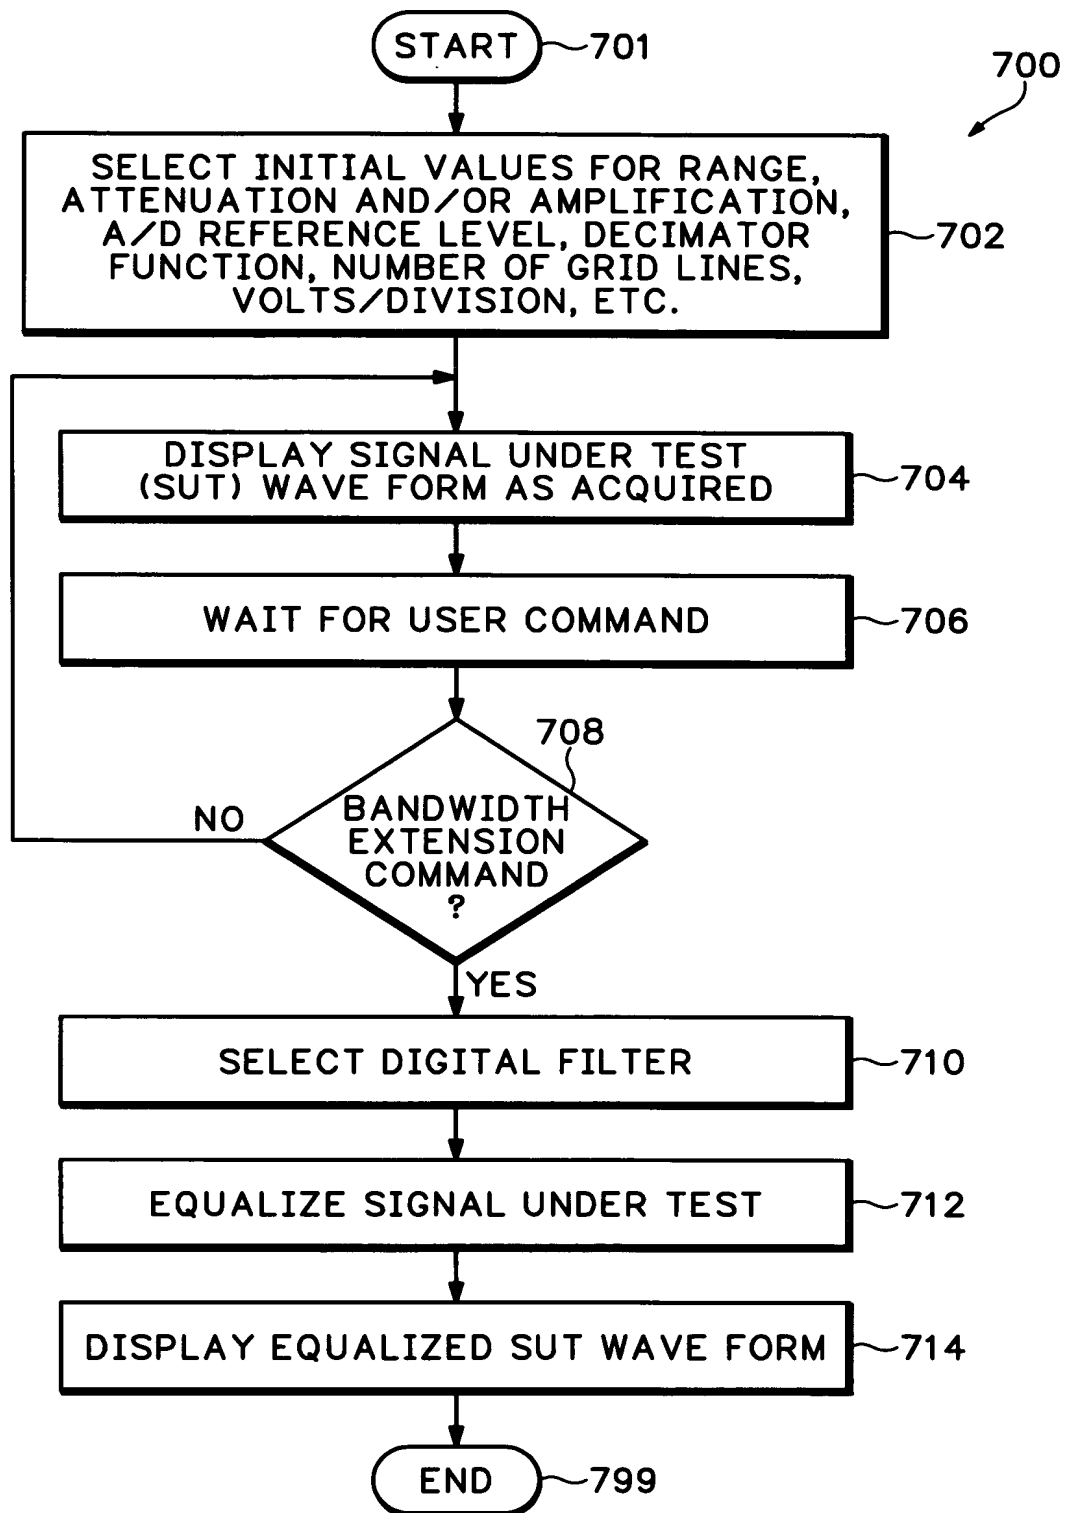 START
701
700
SELECT INITIAL VALUES FOR RANGE,
ATTENUATION AND/OR AMPLIFICATION,
A/D REFERENCE LEVEL, DECIMATOR
FUNCTION, NUMBER OF GRID LINES,
VOLTS/DIVISION, ETC.
702
DISPLAY SIGNAL UNDER TEST
(SUT) WAVE FORM AS ACQUIRED
704
WAIT FOR USER COMMAND
706
708
NO
BANDWIDTH
EXTENSION
COMMAND
?
YES
SELECT DIGITAL FILTER
710
EQUALIZE SIGNAL UNDER TEST
712
DISPLAY EQUALIZED SUT WAVE FORM
714
END
799